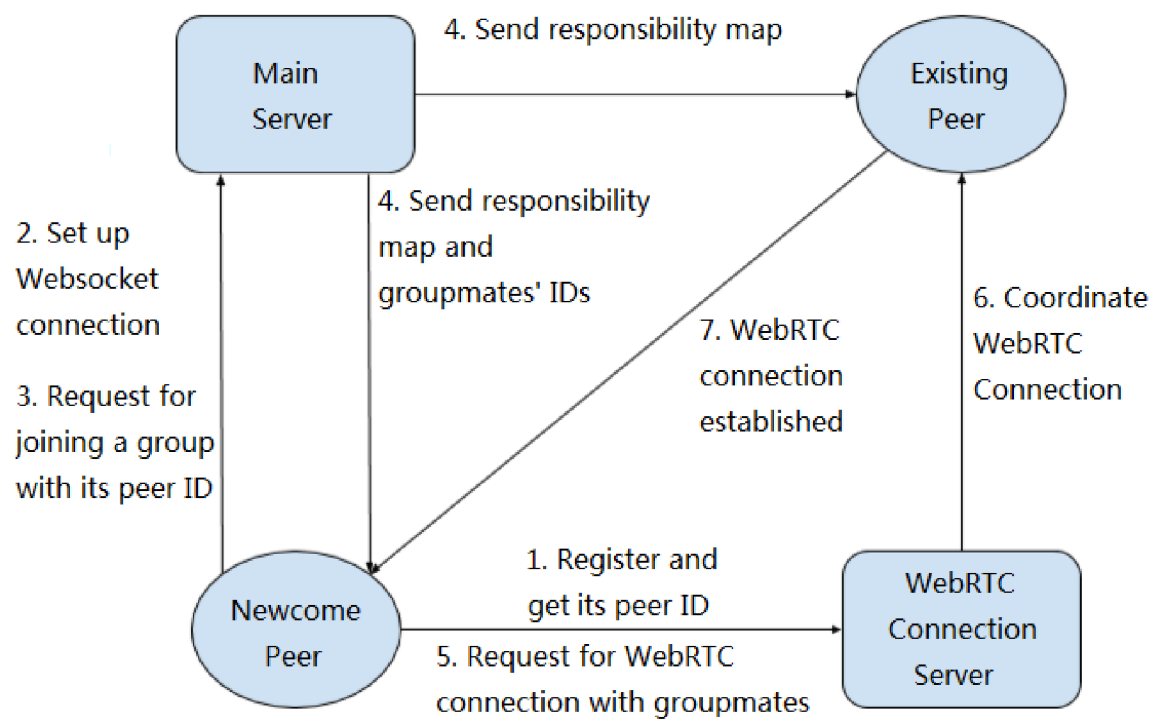 4. Send responsibility map
Main
Server
Existing
Peer
4. Send responsibility
map and
groupmates' IDs
2. Set up
Websocket
connection
6. Coordinate
WebRTC
Connection
7. WebRTC
connection
established
3. Request for
joining a group
with its peer ID
1. Register and
get its peer ID
Newcome
Peer
WebRTC
Connection
Server
5. Request for WebRTC
connection with groupmates